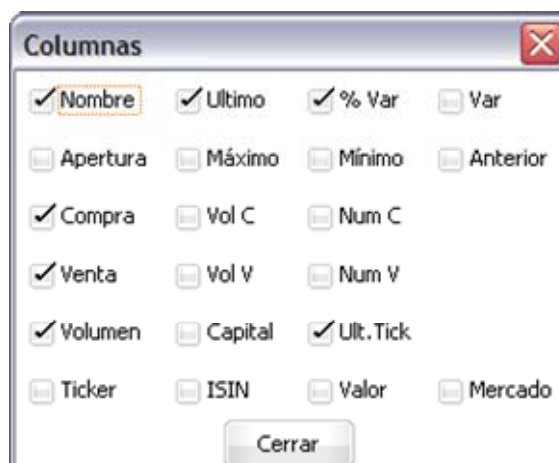 Columnas
Nombre Ultimo % Var Var
Apertura Máximo Mínimo Anterior
Compra Vol C Num C
Venta Vol V Num V
Volumen Capital Ult.Tick
Ticker ISIN Valor Mercado
Cerrar